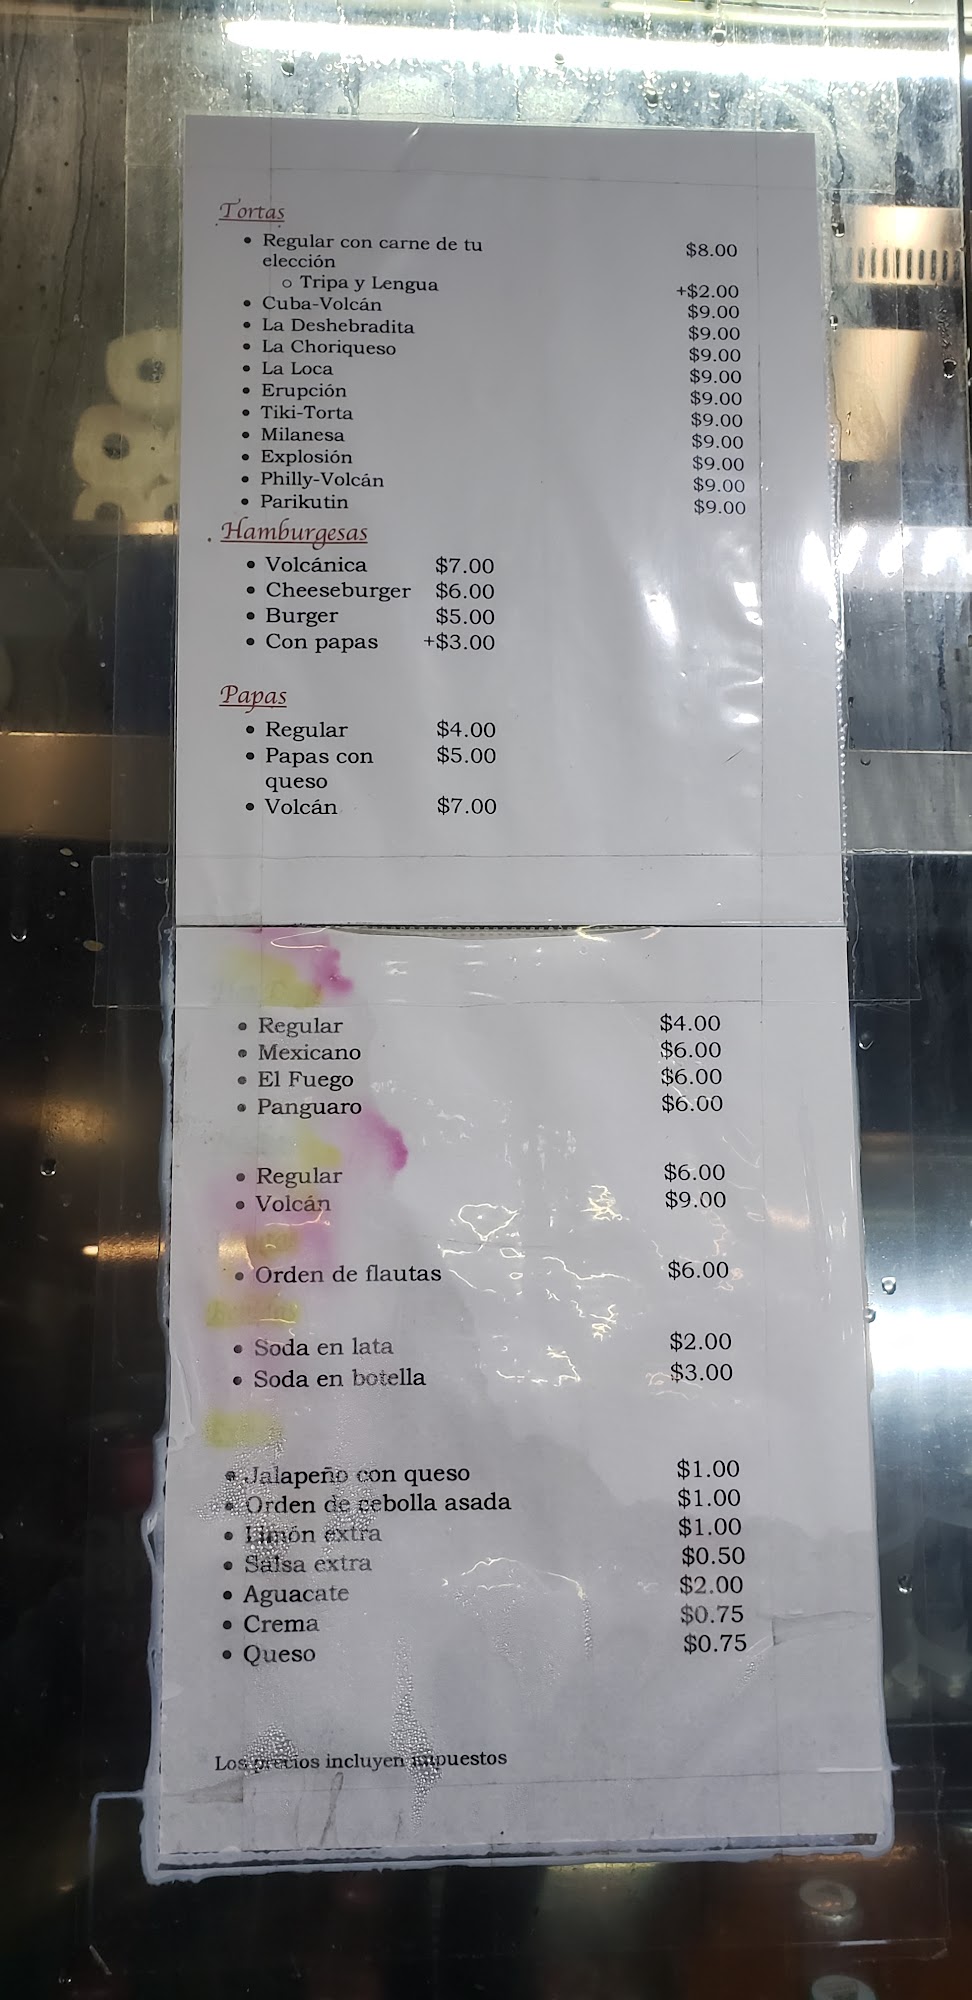 Tortas
• Regular con carne de tu $8.00
elección
○ Tripa y Lengua +$2.00
• Cuba-Volcán $9.00
• La Deshebradita $9.00
• La Choriqueso $9.00
• La Loca $9.00
• Erupción $9.00
• Tiki-Torta $9.00
• Milanesa $9.00
• Explosión $9.00
• Philly-Volcán $9.00
• Parikutin $9.00
Hamburgesas
• Volcánica $7.00
• Cheeseburger $6.00
• Burger $5.00
• Con papas +$3.00
Papas
• Regular $4.00
• Papas con $5.00
queso
• Volcán $7.00
• Regular $4.00
• Mexicano $6.00
• El Fuego $6.00
• Panguaro $6.00
• Regular $6.00
• Volcán $9.00
• Orden de flautas $6.00
• Soda en lata $2.00
• Soda en botella $3.00
• Jalapeño con queso $1.00
• Orden de cebolla asada $1.00
• Limón extra $1.00
• Salsa extra $0.50
• Aguacate $2.00
• Crema $0.75
• Queso $0.75
Los precios incluyen impuestos